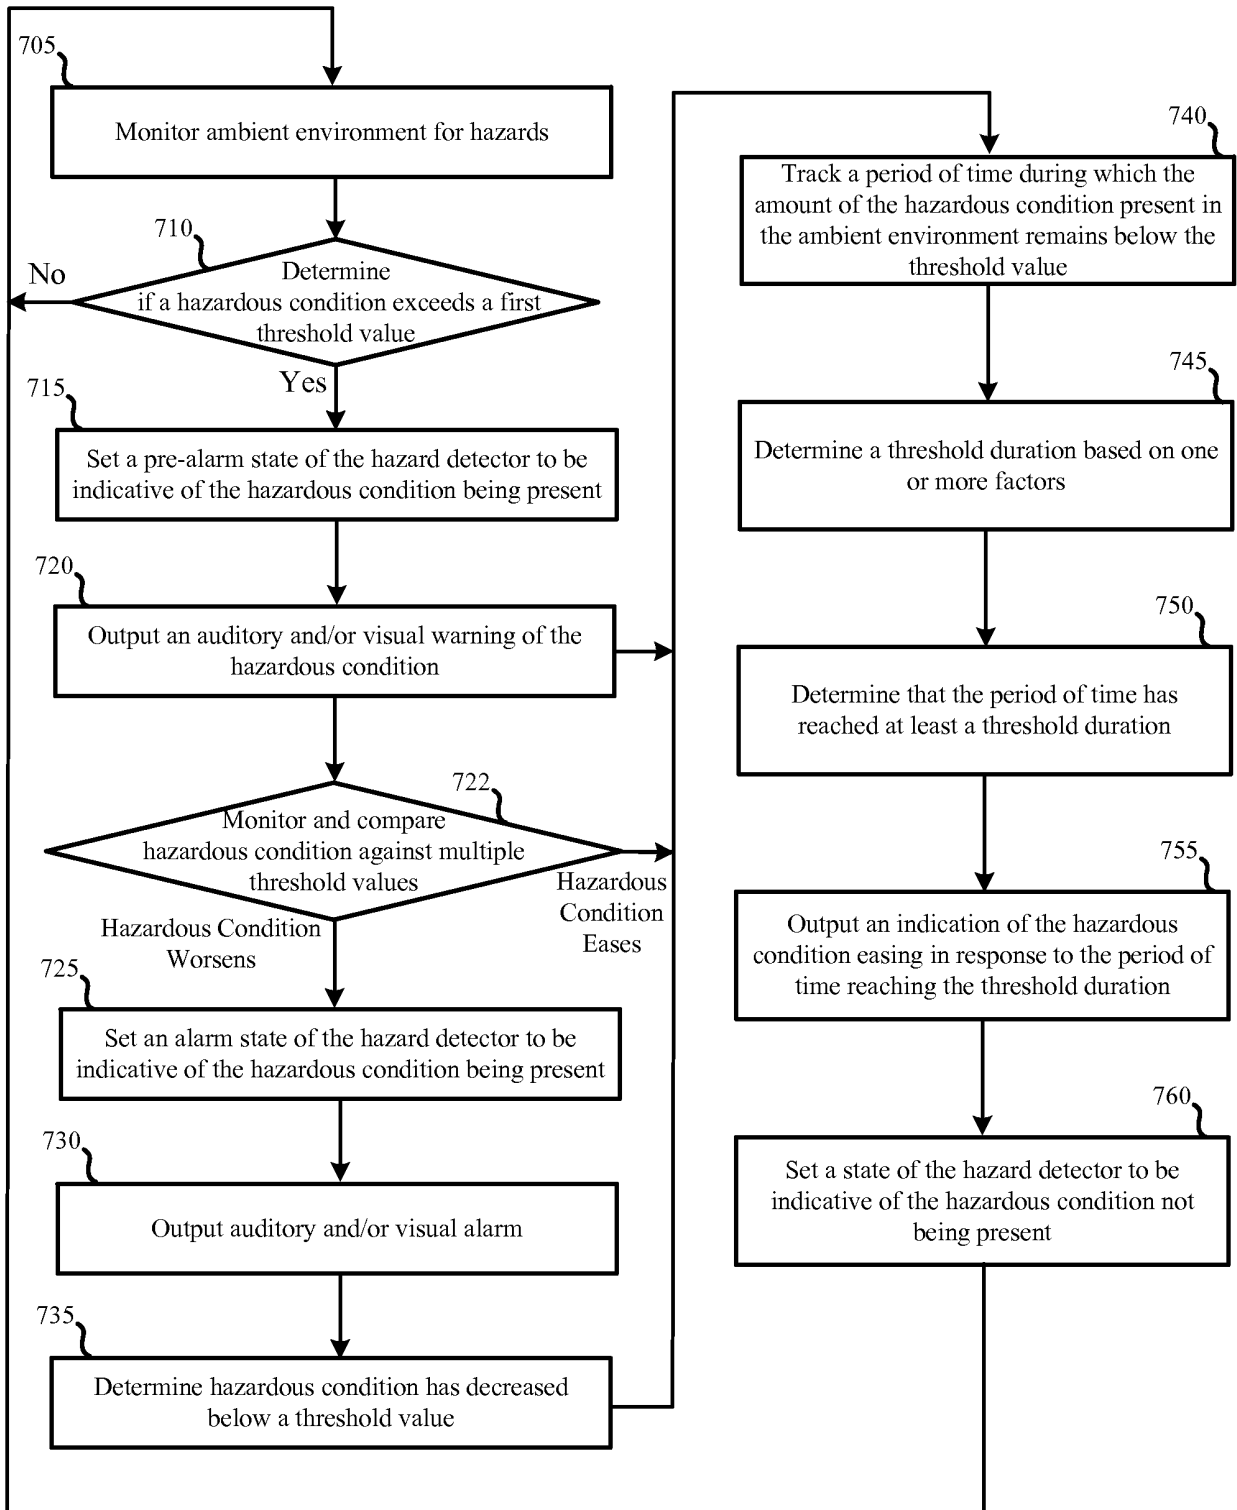 705
Monitor ambient environment for hazards
710
No
Determine
if a hazardous condition exceeds a first
threshold value
Yes
715
Set a pre-alarm state of the hazard detector to be
indicative of the hazardous condition being present
720
Output an auditory and/or visual warning of the
hazardous condition
722
Monitor and compare
hazardous condition against multiple
threshold values
Hazardous
Condition
Eases
Hazardous Condition
Worsens
725
Set an alarm state of the hazard detector to be
indicative of the hazardous condition being present
730
Output auditory and/or visual alarm
735
Determine hazardous condition has decreased
below a threshold value
740
Track a period of time during which the
amount of the hazardous condition present in
the ambient environment remains below the
threshold value
745
Determine a threshold duration based on one
or more factors
750
Determine that the period of time has
reached at least a threshold duration
755
Output an indication of the hazardous
condition easing in response to the period of
time reaching the threshold duration
760
Set a state of the hazard detector to be
indicative of the hazardous condition not
being present